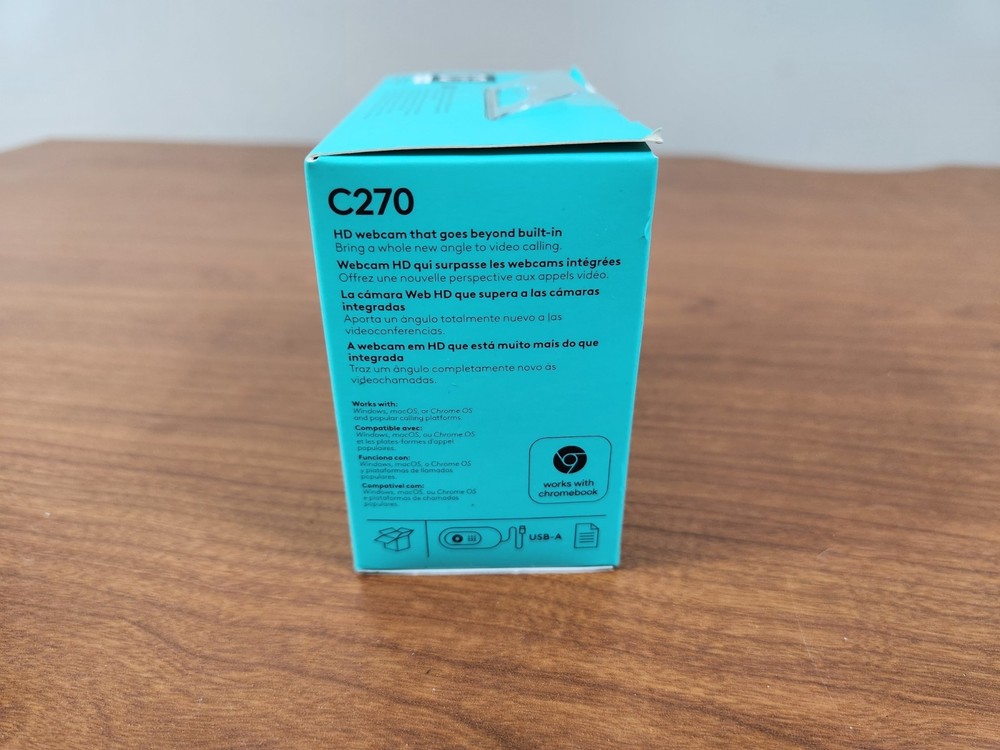 C270
HD webcam that goes beyond built-in
Bring a whole new angle to video calling.
Webcam HD qui surpasse les webcams intégrées
Offrez une nouvelle perspective aux appels vidéo.
La cámara Web HD que supera a las cámaras
integradas
Aporta un ángulo totalmente nuevo a las
videoconferencias.
A webcam em HD que está muito mais do que
integrada
Traz um ângulo completamente novo às
videochamadas.
Works with:
Windows, macOS, or Chrome OS
and popular calling platforms.
Compatible avec:
Windows, macOS, ou Chrome OS
et les plates-formes d'appel
populaires.
Funciona con:
Windows, macOS, o Chrome OS
y plataformas de llamadas
populares.
Compatível com:
Windows, macOS, ou Chrome OS
e plataformas de chamadas
populares.
works with
chromebook
USB-A